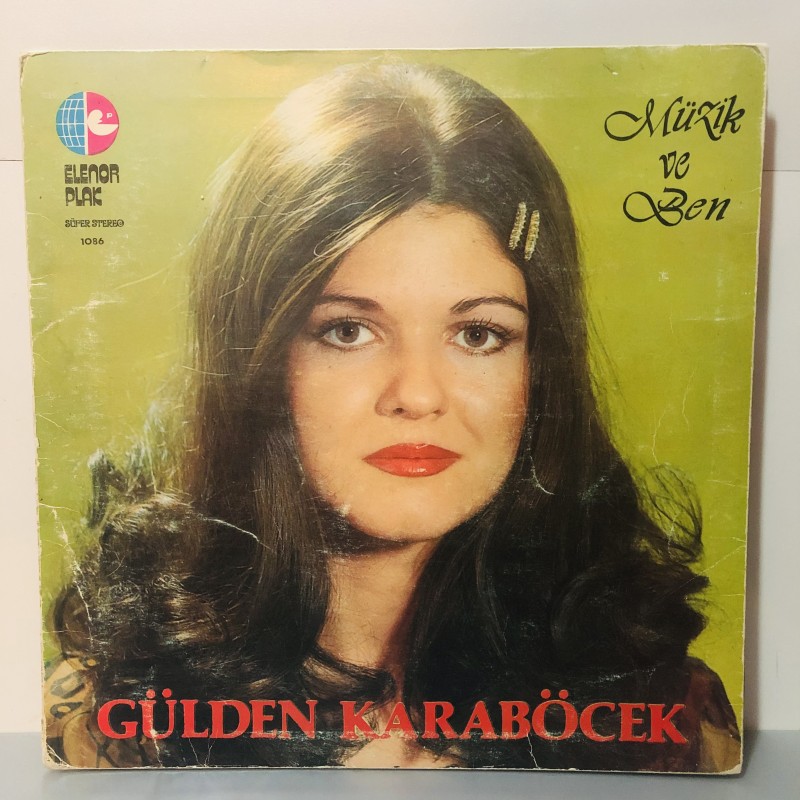 ELENOR
PLAK
SÜPER STEREO
1086
Müzik
ve
Ben
GÜLDEN KARABÖCEK